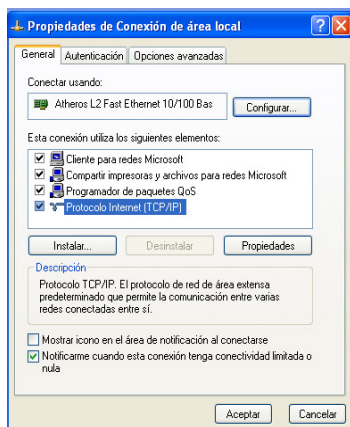 Propiedades de Conexión de área local
General Autenticación Opciones avanzadas
Conectar usando:
Atheros L2 Fast Ethernet 10/100 Bas Configurar...
Esta conexión utiliza los siguientes elementos:
Cliente para redes Microsoft
Compartir impresoras y archivos para redes Microsoft
Programador de paquetes QoS
Protocolo Internet (TCP/IP)
Instalar... Desinstalar Propiedades
Descripción
Protocolo TCP/IP. El protocolo de red de área extensa
predeterminado que permite la comunicación entre varias
redes conectadas entre sí.
Mostrar icono en el área de notificación al conectarse
Notificarme cuando esta conexión tenga conectividad limitada o
nula
Aceptar Cancelar